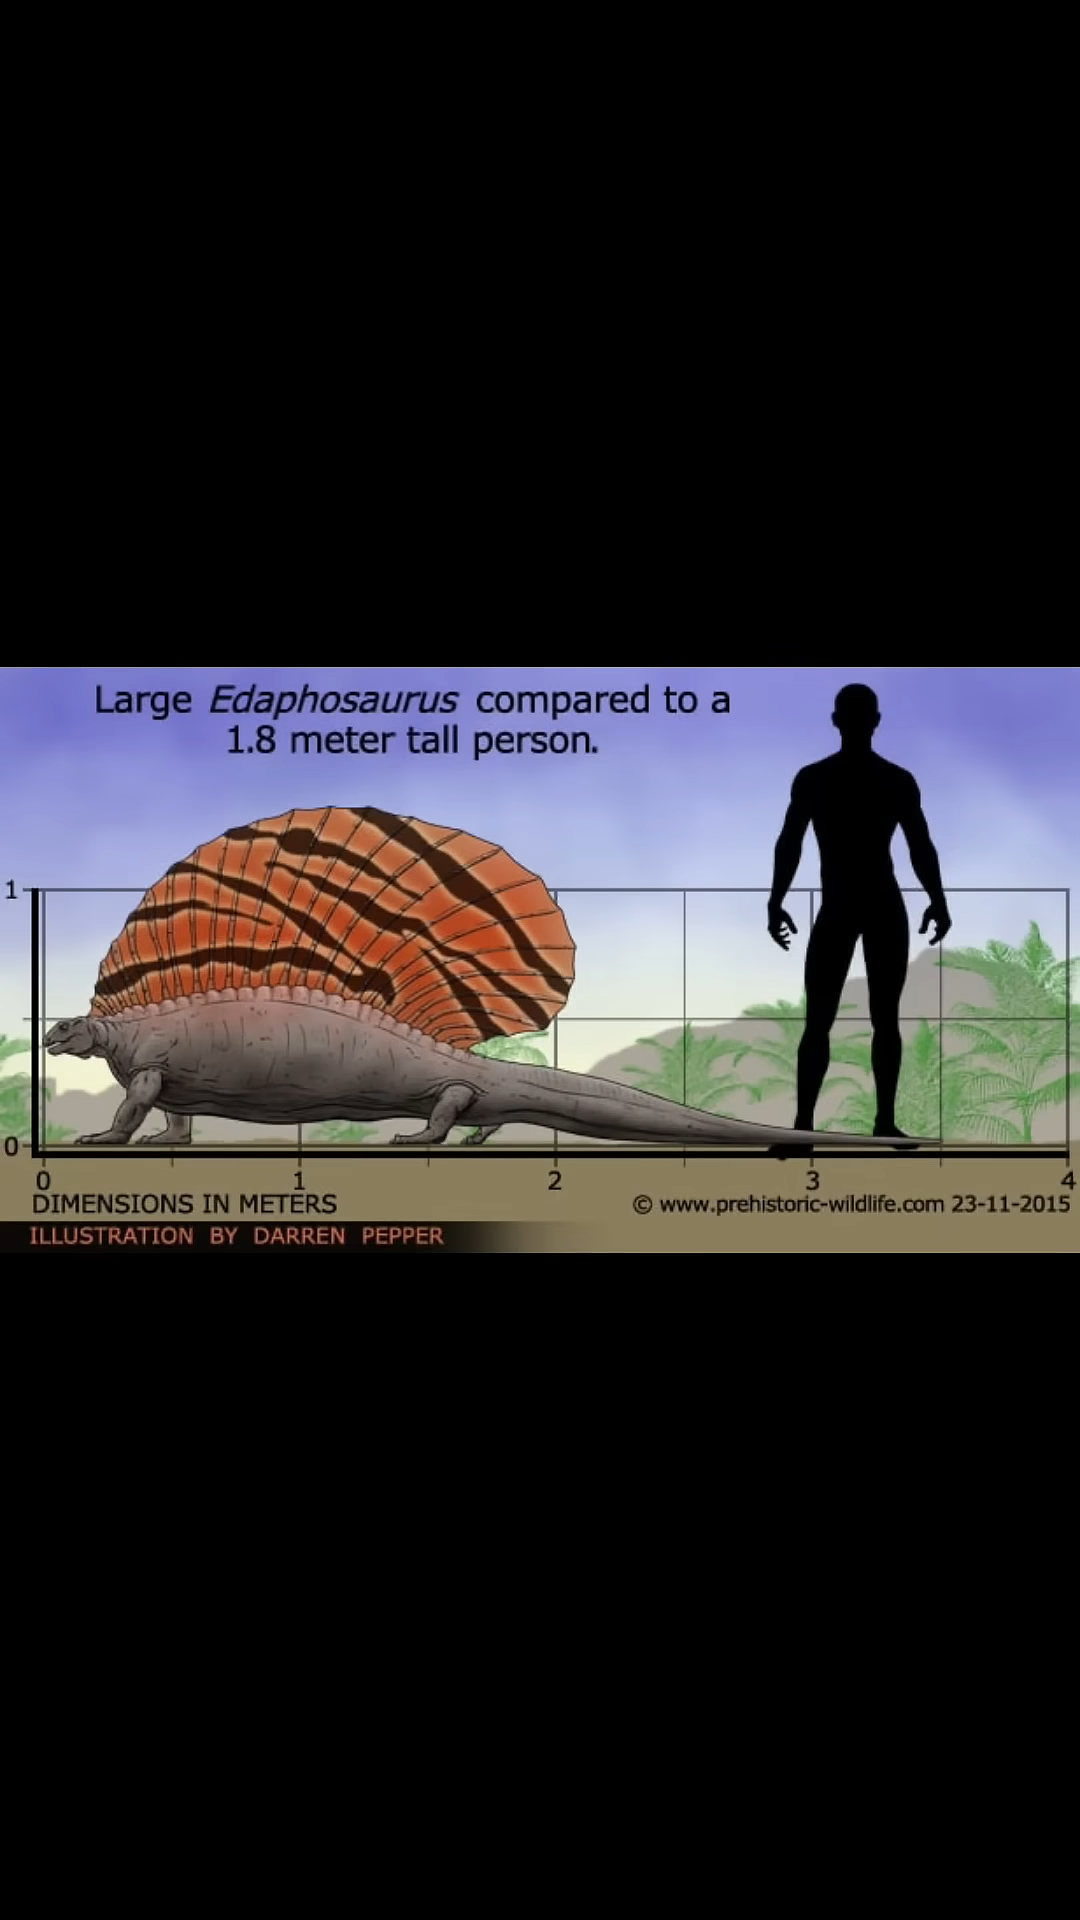 Large Edaphosaurus compared to a
1.8 meter tall person.
1
0
0 1 2 3 4
DIMENSIONS IN METERS
© www.prehistoric-wildlife.com 23-11-2015
ILLUSTRATION BY DARREN PEPPER